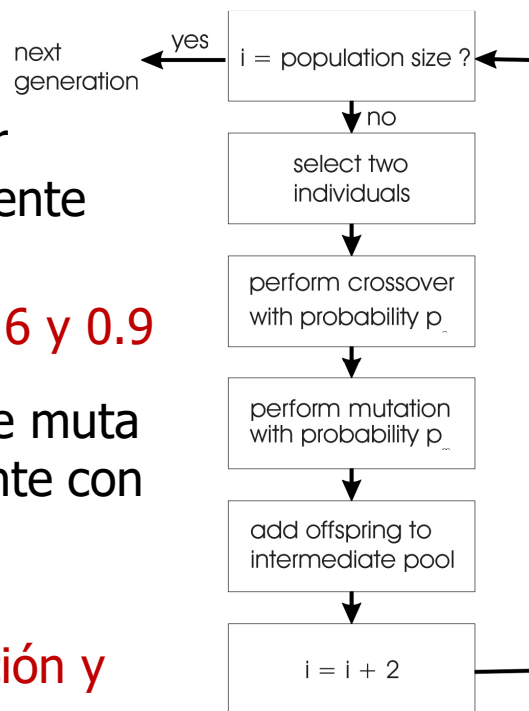 r
ente
6 y 0.9
e muta
nte con
ión y
yes
next
generation
i = population size ?
no
select two
individuals
perform crossover
with probability p
perform mutation
with probability p
add offspring to
intermediate pool
i = i + 2